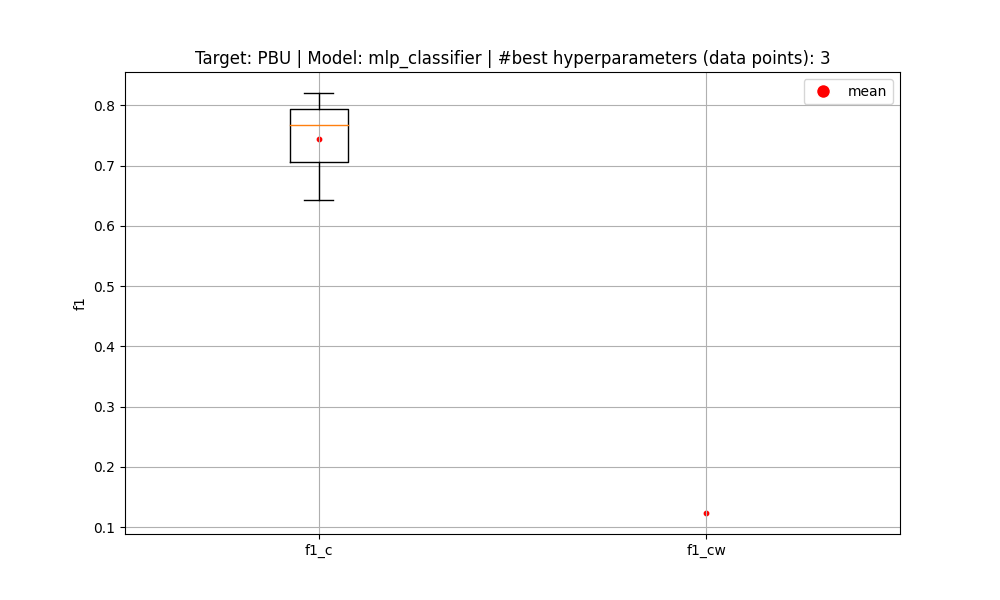 Target: PBU | Model: mlp_classifier | #best hyperparameters (data points): 3
mean
0.8
0.7
0.6
0.5
0.4
0.3
0.2
0.1
f1
f1_c
f1_cw